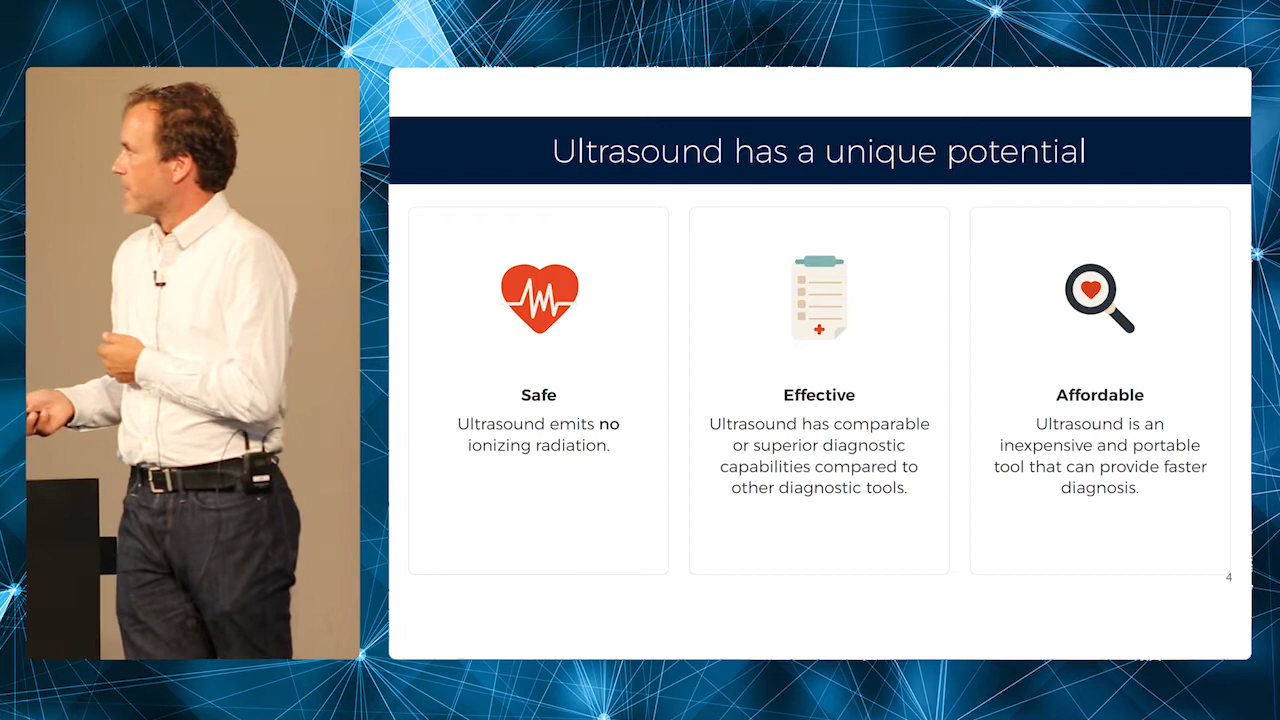 Ultrasound has a unique potential
Safe
Ultrasound emits no
ionizing radiation.
Effective
Ultrasound has comparable
or superior diagnostic
capabilities compared to
other diagnostic tools.
Affordable
Ultrasound is an
inexpensive and portable
tool that can provide faster
diagnosis.
4